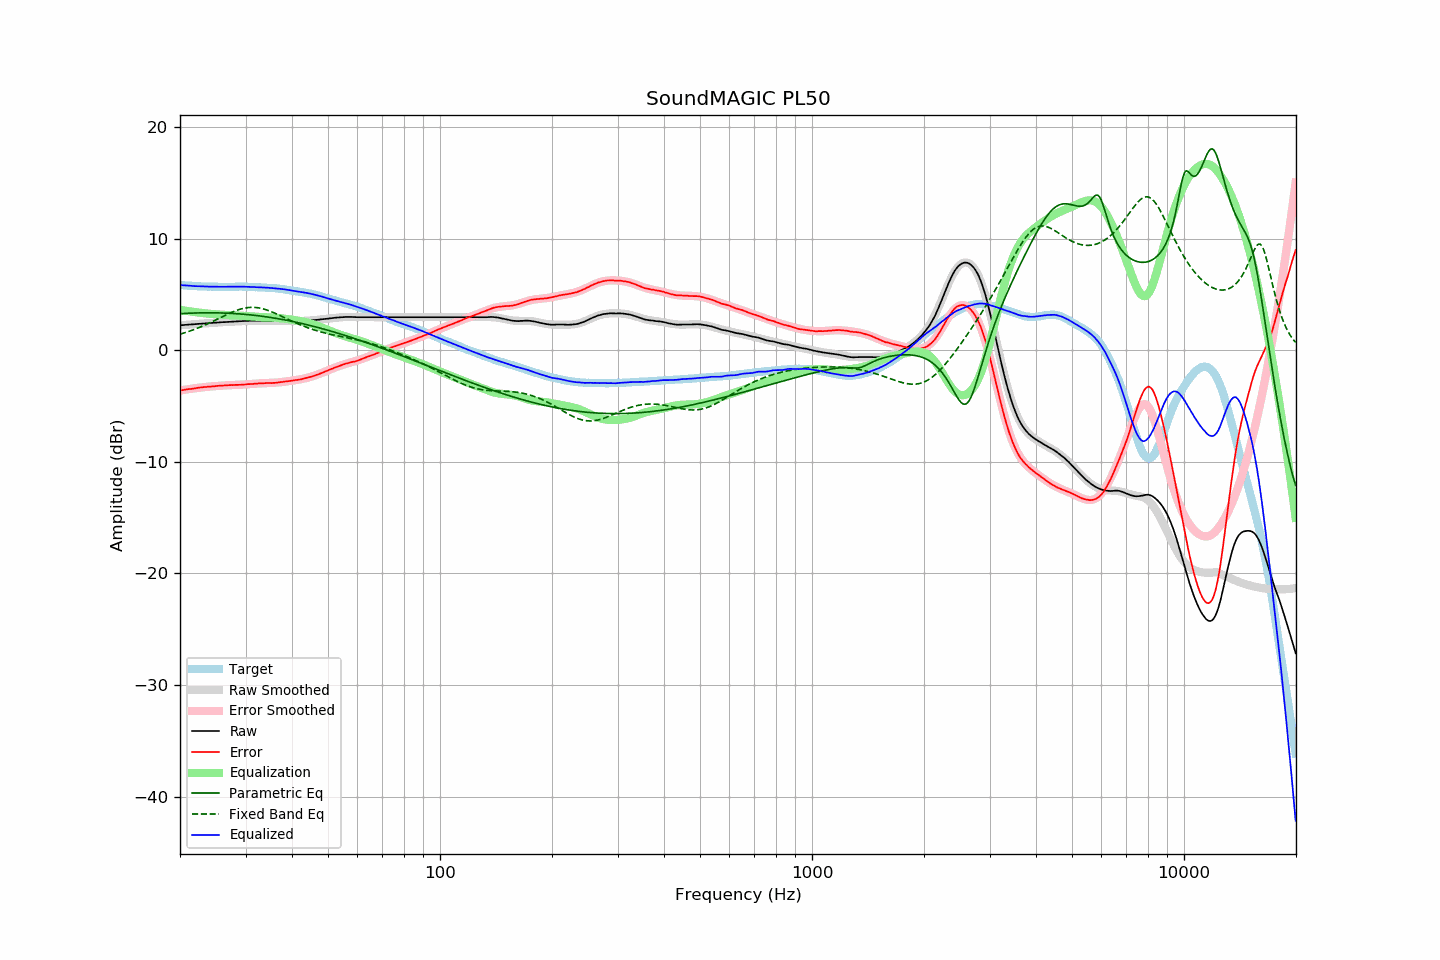 SoundMAGIC PL50
20
10
0
−10
−20
−30
−40
Amplitude (dBr)
Target
Raw Smoothed
Error Smoothed
Raw
Error
Equalization
Parametric Eq
Fixed Band Eq
Equalized
100
1000
10000
Frequency (Hz)